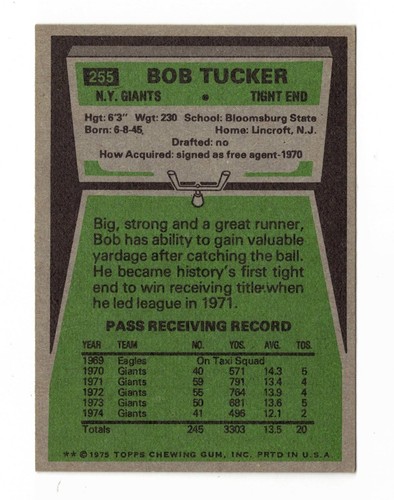 255 BOB TUCKER
N.Y. GIANTS • TIGHT END
Hgt: 6'3" Wgt: 230 School: Bloomsburg State
Born: 6-8-45, Home: Lincroft, N.J.
Drafted: no
How Acquired: signed as free agent-1970
Big, strong and a great runner,
Bob has ability to gain valuable
yardage after catching the ball.
He became history's first tight
end to win receiving title when
he led league in 1971.
PASS RECEIVING RECORD
YEAR TEAM NO. YDS. AVG. TDS.
1969 Eagles On Taxi Squad
1970 Giants 40 571 14.3 5
1971 Giants 59 791 13.4 4
1972 Giants 55 764 13.9 4
1973 Giants 50 681 13.6 5
1974 Giants 41 496 12.1 2
Totals 245 3303 13.5 20
** © 1975 TOPPS CHEWING GUM, INC. PRTD IN U.S.A.